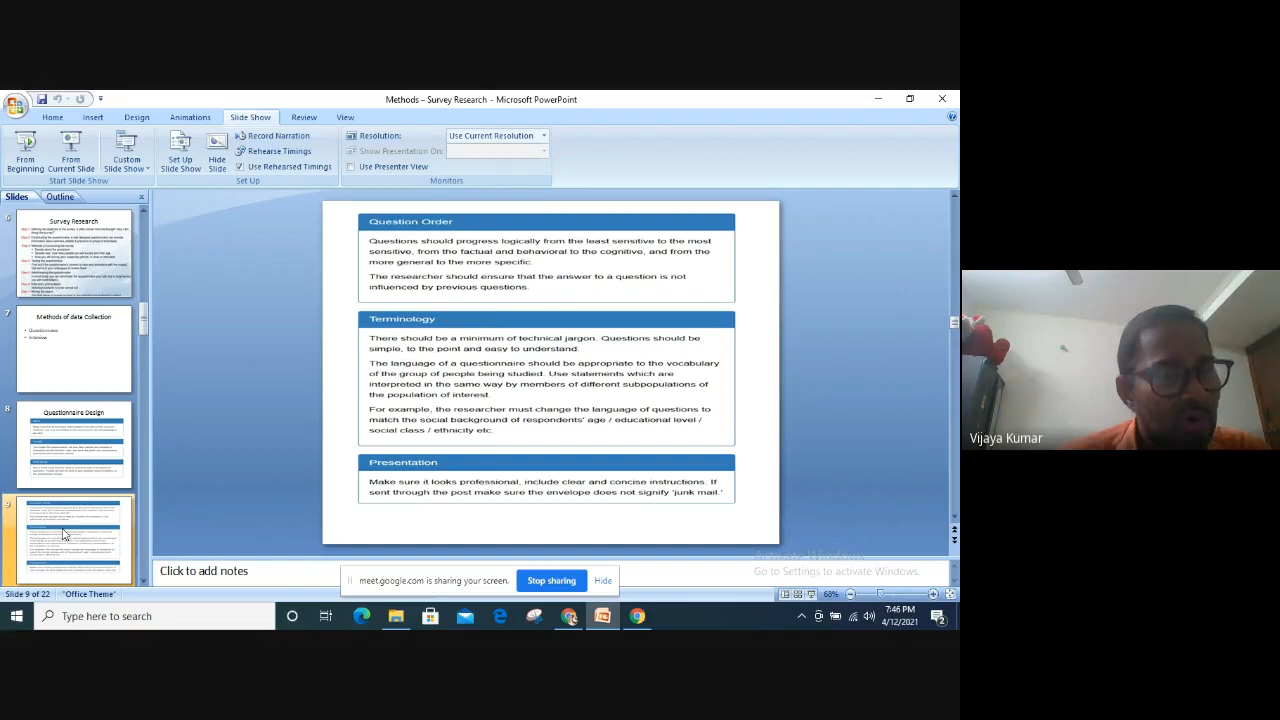 Methods – Survey Research - Microsoft PowerPoint
Home Insert Design Animations Slide Show Review View
From Beginning
From Current Slide
Custom Slide Show
Start Slide Show
Set Up Slide Show
Hide Slide
Record Narration
Rehearse Timings
Use Rehearsed Timings
Set Up
Resolution: Use Current Resolution
Show Presentation On:
Use Presenter View
Monitors
Slides Outline
6
Survey Research
7
Methods of data Collection
Questionnaire
Interview
8
Questionnaire Design
9
Question Order
Questions should progress logically from the least sensitive to the most
sensitive, from the factual and behavioral to the cognitive, and from the
more general to the more specific.
The researcher should ensure that the answer to a question is not
influenced by previous questions.
Terminology
There should be a minimum of technical jargon. Questions should be
simple, to the point and easy to understand.
The language of a questionnaire should be appropriate to the vocabulary
of the group of people being studied. Use statements which are
interpreted in the same way by members of different subpopulations of
the population of interest.
For example, the researcher must change the language of questions to
match the social background of respondents' age / educational level /
social class / ethnicity etc.
Presentation
Make sure it looks professional, include clear and concise instructions. If
sent through the post make sure the envelope does not signify 'junk mail.'
Activate Windows
Go to Settings to activate Windows.
Click to add notes
meet.google.com is sharing your screen. Stop sharing Hide
Slide 9 of 22 "Office Theme" 68%
Type here to search
7:46 PM
4/12/2021
2
Vijaya Kumar